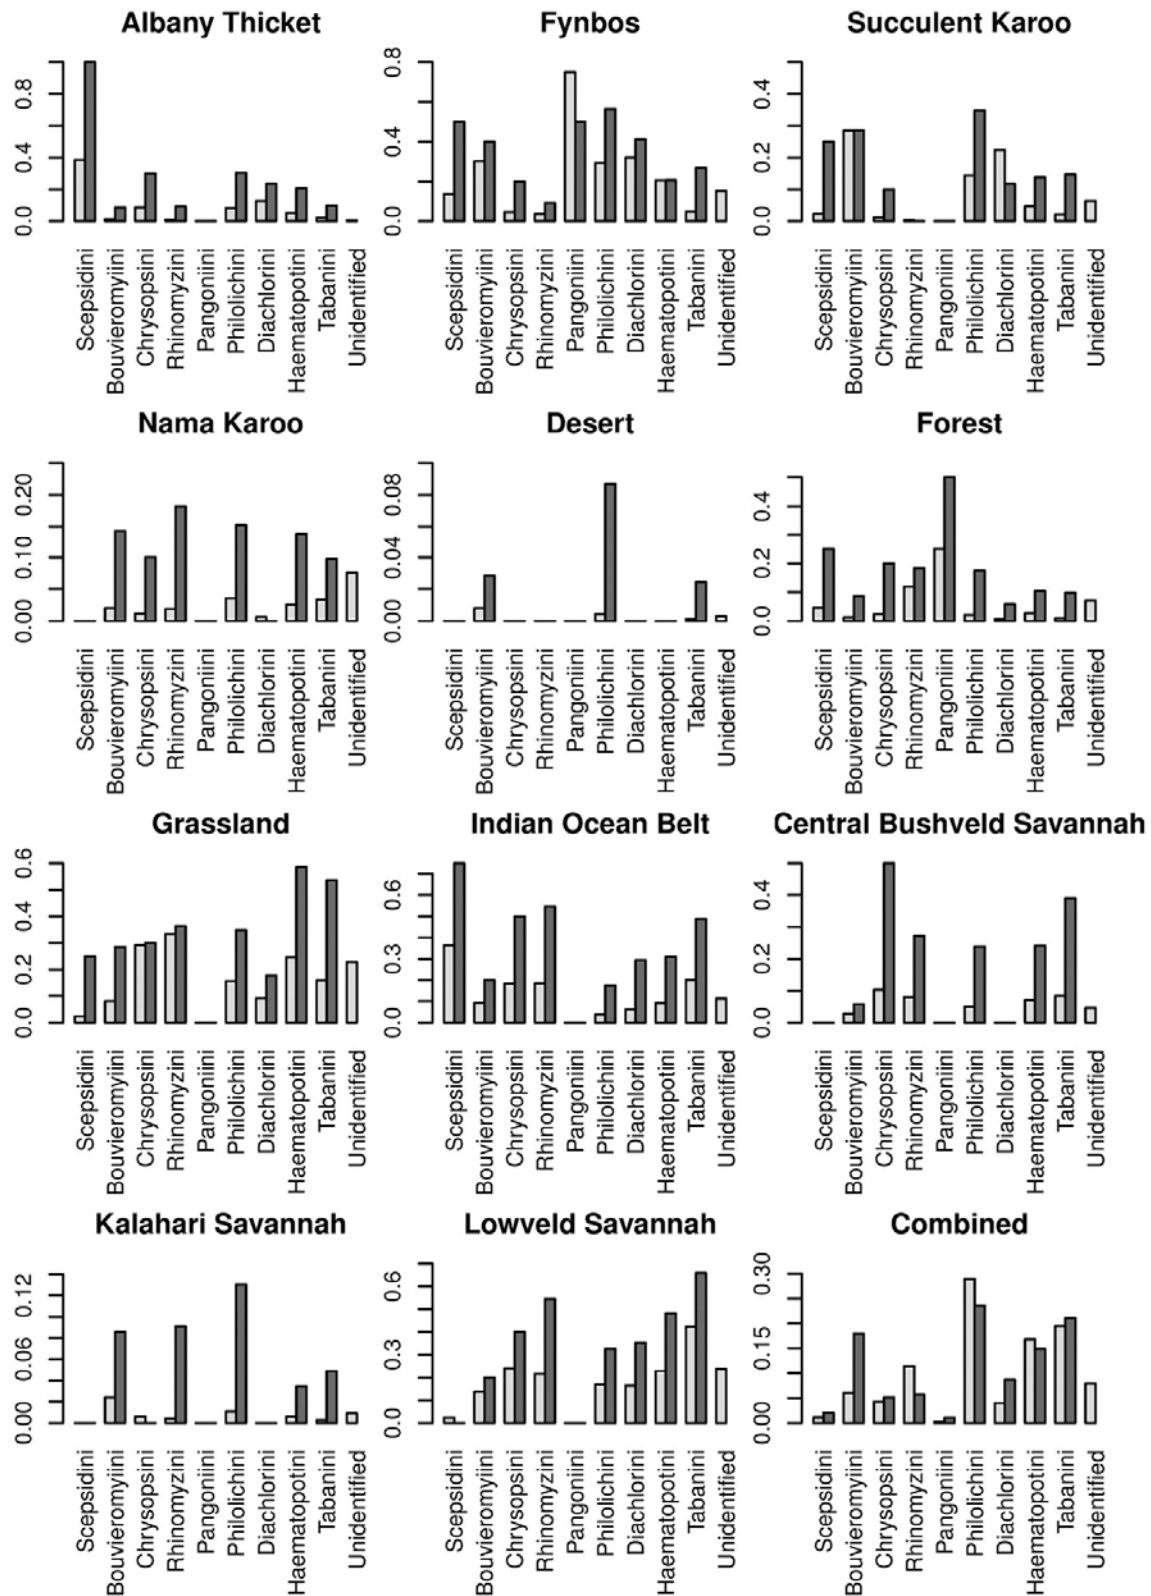 Albany Thicket
0.0 0.4 0.8
Scepsidini
Bouvieromyiini
Chrysopsini
Rhinomyzini
Pangoniini
Philolichini
Diachlorini
Haematopotini
Tabanini
Unidentified
Fynbos
0.0 0.4 0.8
Scepsidini
Bouvieromyiini
Chrysopsini
Rhinomyzini
Pangoniini
Philolichini
Diachlorini
Haematopotini
Tabanini
Unidentified
Succulent Karoo
0.0 0.2 0.4
Scepsidini
Bouvieromyiini
Chrysopsini
Rhinomyzini
Pangoniini
Philolichini
Diachlorini
Haematopotini
Tabanini
Unidentified
Nama Karoo
0.00 0.10 0.20
Scepsidini
Bouvieromyiini
Chrysopsini
Rhinomyzini
Pangoniini
Philolichini
Diachlorini
Haematopotini
Tabanini
Unidentified
Desert
0.00 0.04 0.08
Scepsidini
Bouvieromyiini
Chrysopsini
Rhinomyzini
Pangoniini
Philolichini
Diachlorini
Haematopotini
Tabanini
Unidentified
Forest
0.0 0.2 0.4
Scepsidini
Bouvieromyiini
Chrysopsini
Rhinomyzini
Pangoniini
Philolichini
Diachlorini
Haematopotini
Tabanini
Unidentified
Grassland
0.0 0.2 0.4 0.6
Scepsidini
Bouvieromyiini
Chrysopsini
Rhinomyzini
Pangoniini
Philolichini
Diachlorini
Haematopotini
Tabanini
Unidentified
Indian Ocean Belt
0.0 0.3 0.6
Scepsidini
Bouvieromyiini
Chrysopsini
Rhinomyzini
Pangoniini
Philolichini
Diachlorini
Haematopotini
Tabanini
Unidentified
Central Bushveld Savannah
0.0 0.2 0.4
Scepsidini
Bouvieromyiini
Chrysopsini
Rhinomyzini
Pangoniini
Philolichini
Diachlorini
Haematopotini
Tabanini
Unidentified
Kalahari Savannah
0.00 0.06 0.12
Scepsidini
Bouvieromyiini
Chrysopsini
Rhinomyzini
Pangoniini
Philolichini
Diachlorini
Haematopotini
Tabanini
Unidentified
Lowveld Savannah
0.0 0.3 0.6
Scepsidini
Bouvieromyiini
Chrysopsini
Rhinomyzini
Pangoniini
Philolichini
Diachlorini
Haematopotini
Tabanini
Unidentified
Combined
0.00 0.15 0.30
Scepsidini
Bouvieromyiini
Chrysopsini
Rhinomyzini
Pangoniini
Philolichini
Diachlorini
Haematopotini
Tabanini
Unidentified